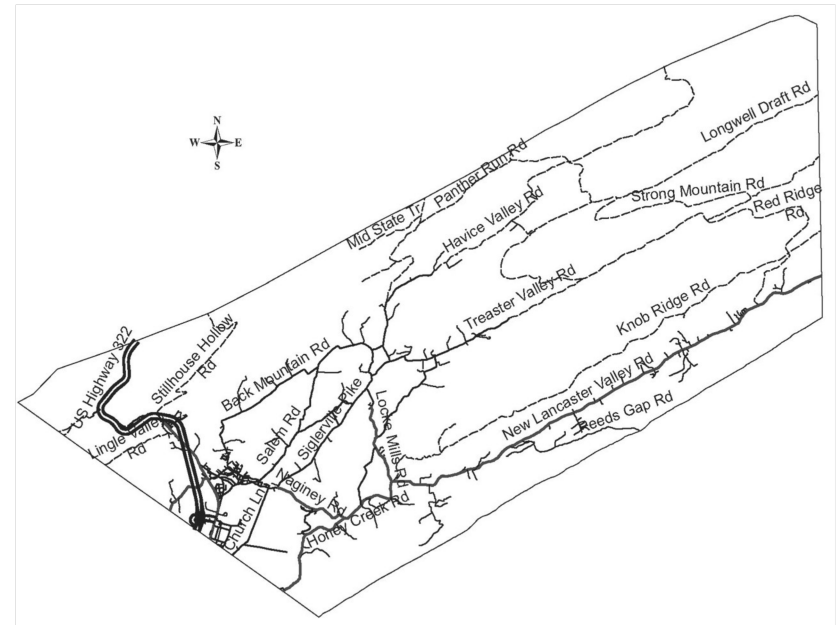 N
W E
S
Longwell Draft Rd
Panther Run Rd
Strong Mountain Rd
Mid State Tr
Havice Valley Rd
Red Ridge
Rd
Treaster Valley Rd
Knob Ridge Rd
US Highway 322
Stillhouse Hollow
Rd
Back Mountain Rd
New Lancaster Valley Rd
Reeds Gap Rd
Siglerville Pike
Locke Mills Rd
Salem Rd
Lingle Valley
Rd
Naginey Rd
Church Ln
Honey Creek Rd